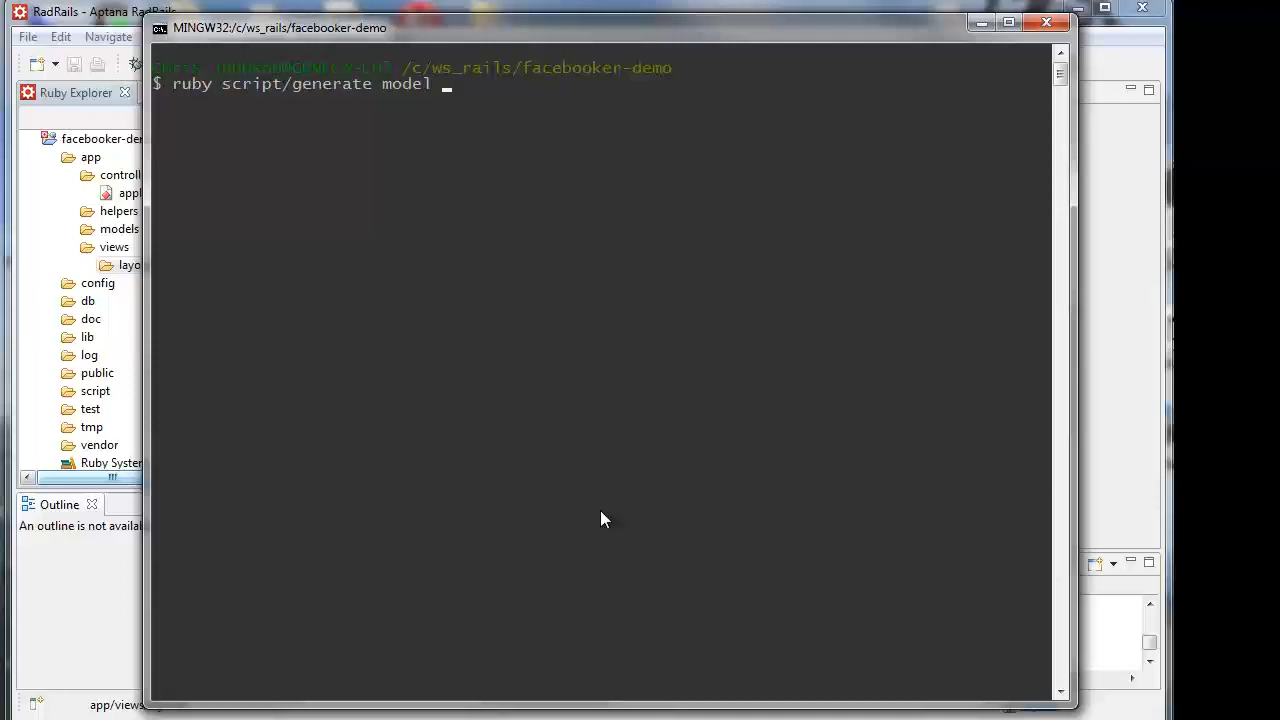 RadRails - Aptana RadRails
File Edit Navigate
MINGW32:/c/ws_rails/facebooker-demo
/c/ws_rails/facebooker-demo
$ ruby script/generate model
Ruby Explorer
facebooker-de
app
controll
appl
helpers
models
views
layo
config
db
doc
lib
log
public
script
test
tmp
vendor
Ruby Syste
Outline
An outline is not availa
app/views